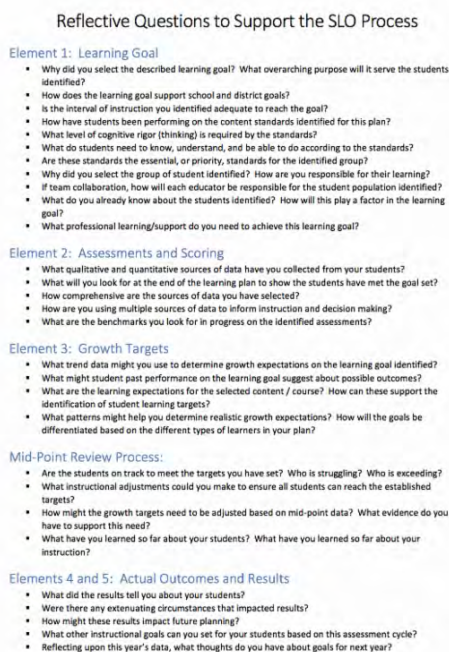 Reflective Questions to Support the SLO Process
Element 1: Learning Goal
▪ Why did you select the described learning goal? What overarching purpose will it serve the students
identified?
▪ How does the learning goal support school and district goals?
▪ Is the interval of instruction you identified adequate to reach the goal?
▪ How have students been performing on the content standards identified for this plan?
▪ What level of cognitive rigor (thinking) is required by the standards?
▪ What do students need to know, understand, and be able to do according to the standards?
▪ Are these standards the essential, or priority, standards for the identified group?
▪ Why did you select the group of student identified? How are you responsible for their learning?
▪ If team collaboration, how will each educator be responsible for the student population identified?
▪ What do you already know about the students identified? How will this play a factor in the learning
goal?
▪ What professional learning/support do you need to achieve this learning goal?
Element 2: Assessments and Scoring
▪ What qualitative and quantitative sources of data have you collected from your students?
▪ What will you look for at the end of the learning plan to show the students have met the goal set?
▪ How comprehensive are the sources of data you have selected?
▪ How are you using multiple sources of data to inform instruction and decision making?
▪ What are the benchmarks you look for in progress on the identified assessments?
Element 3: Growth Targets
▪ What trend data might you use to determine growth expectations on the learning goal identified?
▪ What might student past performance on the learning goal suggest about possible outcomes?
▪ What are the learning expectations for the selected content / course? How can these support the
identification of student learning targets?
▪ What patterns might help you determine realistic growth expectations? How will the goals be
differentiated based on the different types of learners in your plan?
Mid-Point Review Process:
▪ Are the students on track to meet the targets you have set? Who is struggling? Who is exceeding?
▪ What instructional adjustments could you make to ensure all students can reach the established
targets?
▪ How might the growth targets need to be adjusted based on mid-point data? What evidence do you
have to support this need?
▪ What have you learned so far about your students? What have you learned so far about your
instruction?
Elements 4 and 5: Actual Outcomes and Results
▪ What did the results tell you about your students?
▪ Were there any extenuating circumstances that impacted results?
▪ How might these results impact future planning?
▪ What other instructional goals can you set for your students based on this assessment cycle?
▪ Reflecting upon this year's data, what thoughts do you have about goals for next year?